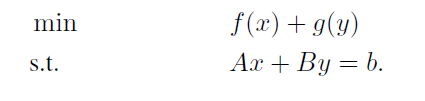 min f(x) + g(y)
s.t. Ax + By = b.